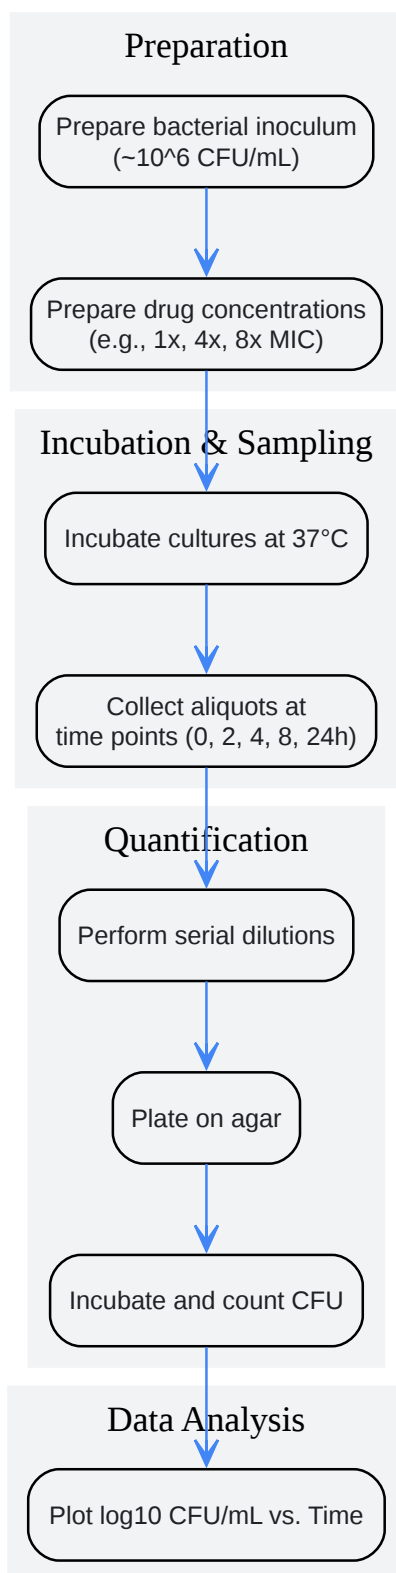 Preparation
Prepare bacterial inoculum
(~10^6 CFU/mL)
Prepare drug concentrations
(e.g., 1x, 4x, 8x MIC)
Incubation & Sampling
Incubate cultures at 37°C
Collect aliquots at
time points (0, 2, 4, 8, 24h)
Quantification
Perform serial dilutions
Plate on agar
Incubate and count CFU
Data Analysis
Plot log10 CFU/mL vs. Time